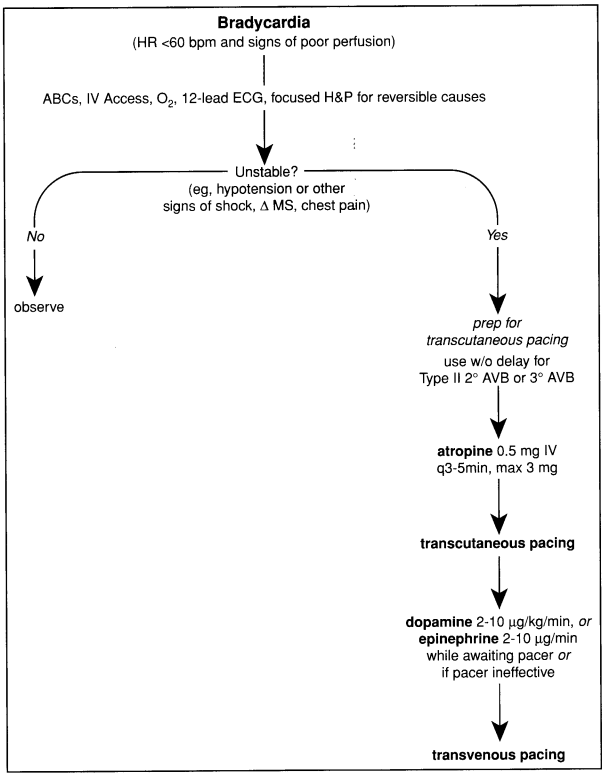 Bradycardia
(HR <60 bpm and signs of poor perfusion)
ABCs, IV Access, O₂, 12-lead ECG, focused H&P for reversible causes
Unstable?
(eg, hypotension or other
signs of shock, Δ MS, chest pain)
No
Yes
observe
prep for
transcutaneous pacing
use w/o delay for
Type II 2° AVB or 3° AVB
atropine 0.5 mg IV
q3-5min, max 3 mg
transcutaneous pacing
dopamine 2-10 μg/kg/min, or
epinephrine 2-10 μg/min
while awaiting pacer or
if pacer ineffective
transvenous pacing